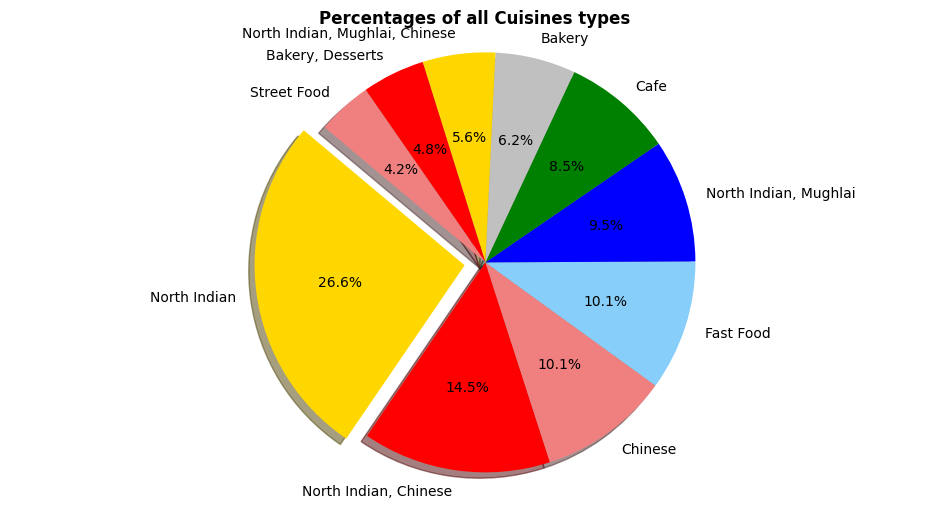 Percentages of all Cuisines types
North Indian, Mughlai, Chinese
Bakery
Bakery, Desserts
Cafe
Street Food
5.6%
6.2%
4.8%
8.5%
4.2%
North Indian, Mughlai
9.5%
26.6%
North Indian
10.1%
Fast Food
10.1%
14.5%
Chinese
North Indian, Chinese